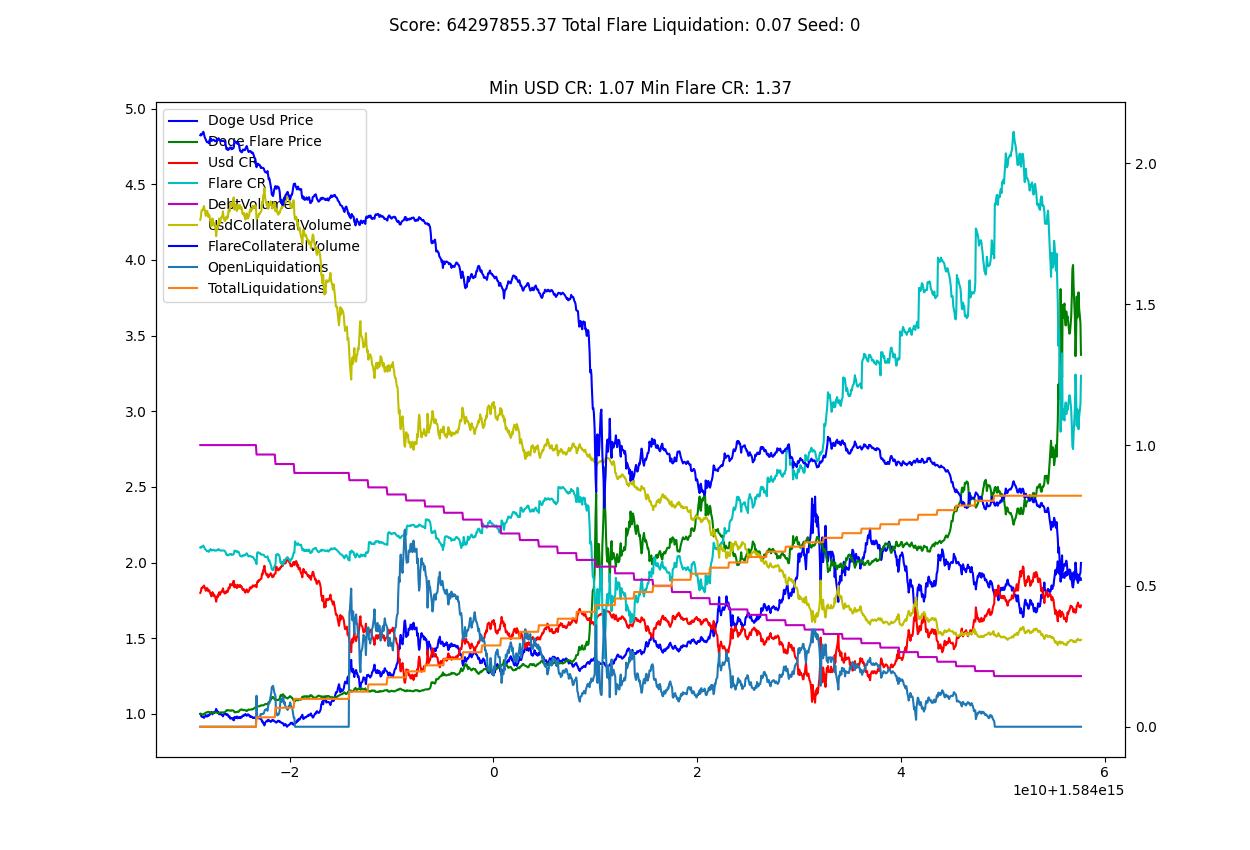 Score: 64297855.37 Total Flare Liquidation: 0.07 Seed: 0
Min USD CR: 1.07 Min Flare CR: 1.37
5.0
4.5
4.0
3.5
3.0
2.5
2.0
1.5
1.0
Doge Usd Price
Doge Flare Price
Usd CR
Flare CR
DebtVolume
UsdCollateralVolume
FlareCollateralVolume
OpenLiquidations
TotalLiquidations
2.0
1.5
1.0
0.5
0.0
−2 0 2 4 6
1e10+1.584e15